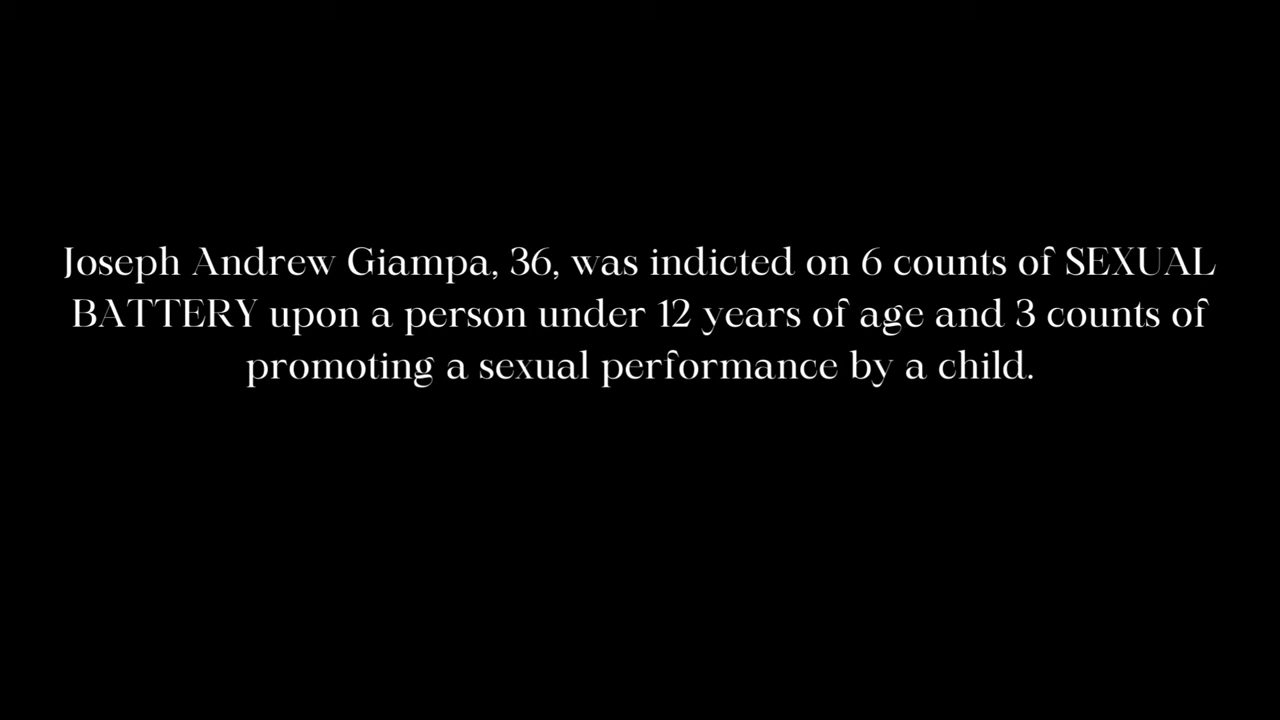 Joseph Andrew Giampa, 36, was indicted on 6 counts of SEXUAL
BATTERY upon a person under 12 years of age and 3 counts of
promoting a sexual performance by a child.